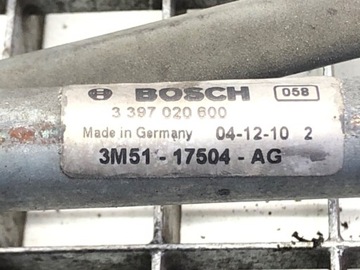 BOSCH 058
3 397 020 600
Made in Germany 04-12-10 2
3M51 - 17504 - AG